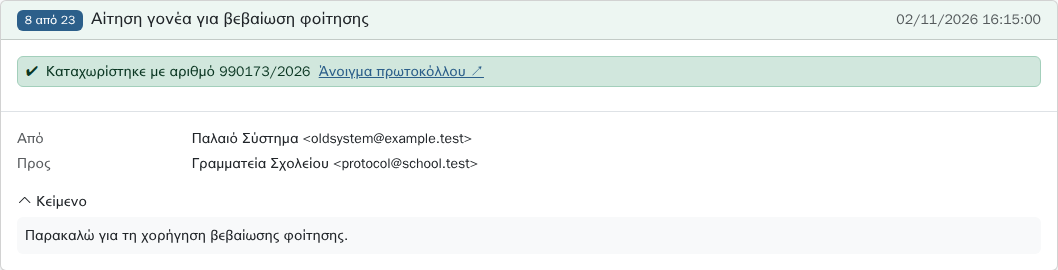 8 από 23 Αίτηση γονέα για βεβαίωση φοίτησης 02/11/2026 16:15:00
✔ Καταχωρίστηκε με αριθμό 990173/2026 Άνοιγμα πρωτοκόλλου ↗
Από Παλαιό Σύστημα <oldsystem@example.test>
Προς Γραμματεία Σχολείου <protocol@school.test>
Κείμενο
Παρακαλώ για τη χορήγηση βεβαίωσης φοίτησης.